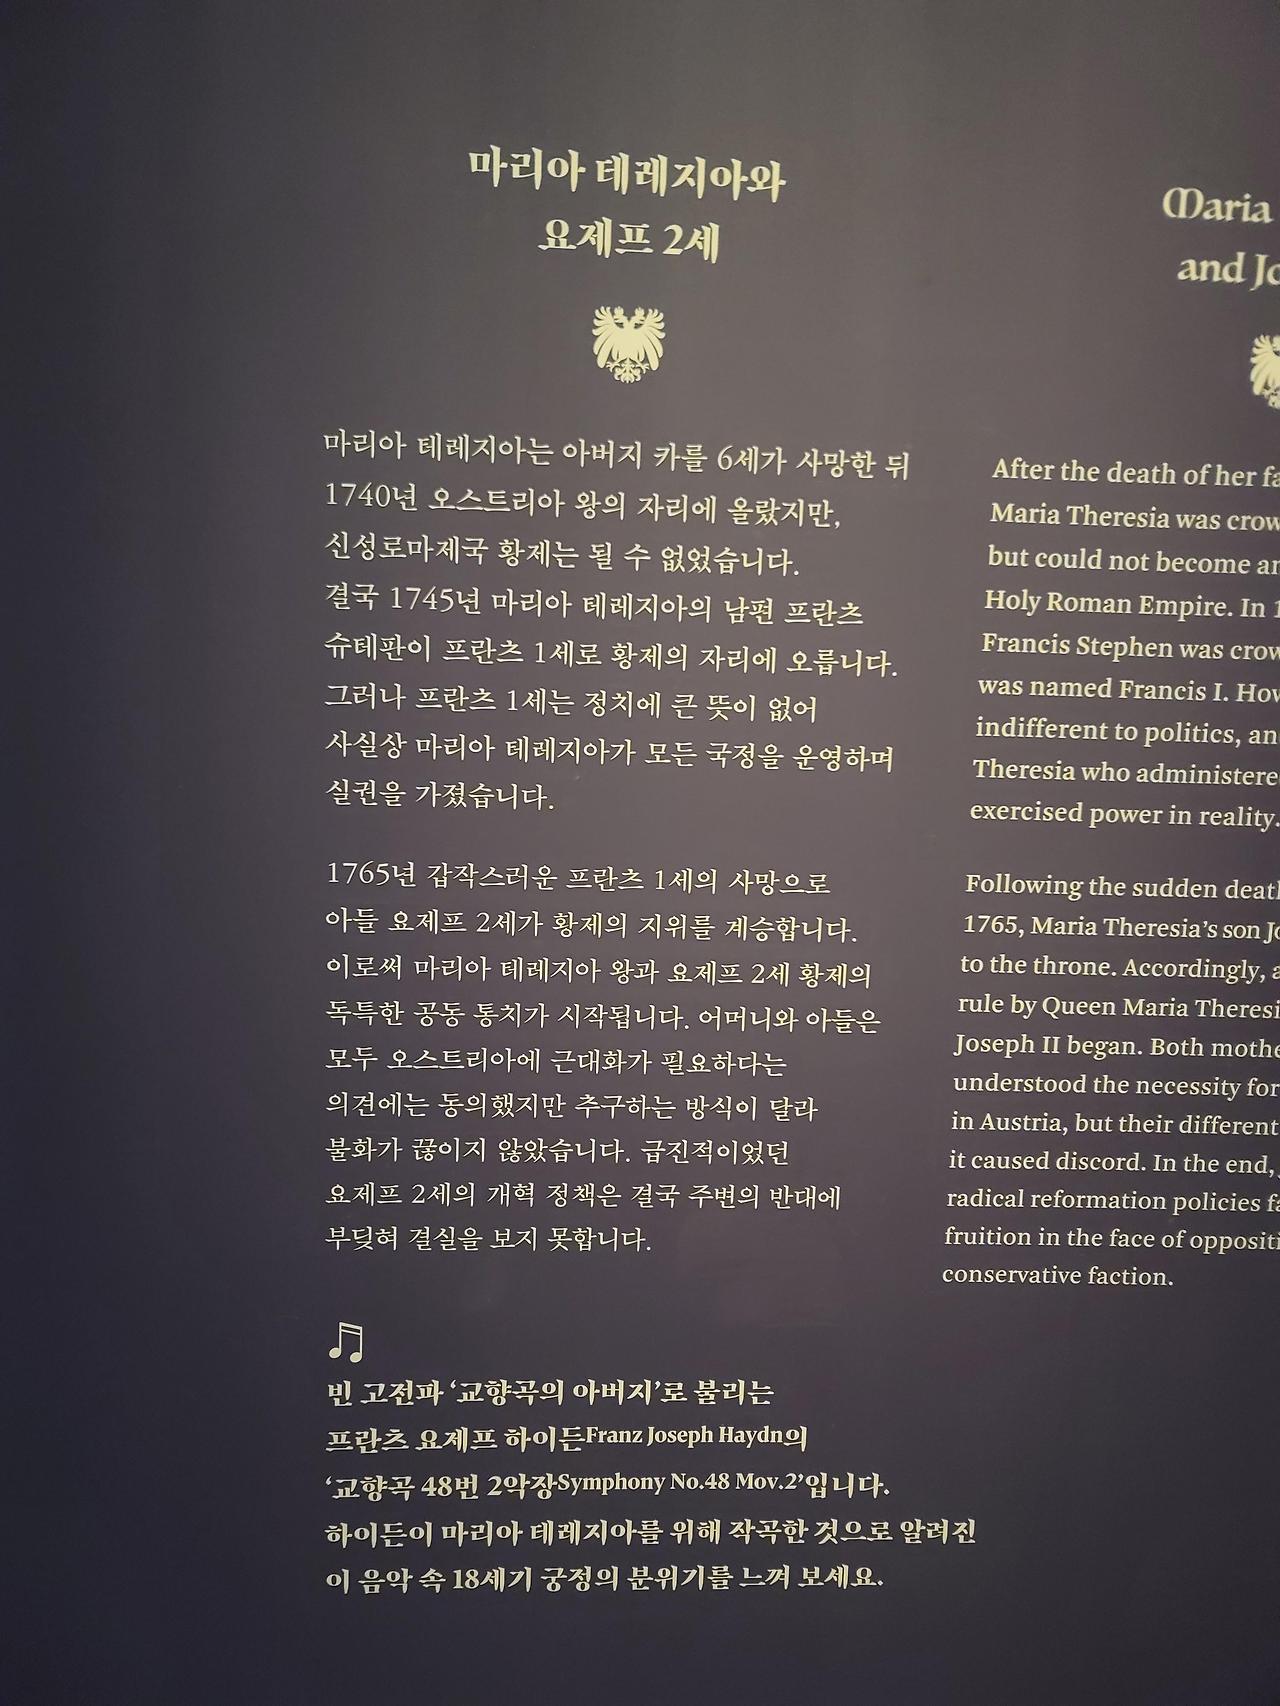 마리아 테레지아와
요제프 2세
마리아 테레지아는 아버지 카를 6세가 사망한 뒤
1740년 오스트리아 왕의 자리에 올랐지만,
신성로마제국 황제는 될 수 없었습니다.
결국 1745년 마리아 테레지아의 남편 프란츠
슈테판이 프란츠 1세로 황제의 자리에 오릅니다.
그러나 프란츠 1세는 정치에 큰 뜻이 없어
사실상 마리아 테레지아가 모든 국정을 운영하며
실권을 가졌습니다.
1765년 갑작스러운 프란츠 1세의 사망으로
아들 요제프 2세가 황제의 지위를 계승합니다.
이로써 마리아 테레지아 왕과 요제프 2세 황제의
독특한 공동 통치가 시작됩니다. 어머니와 아들은
모두 오스트리아에 근대화가 필요하다는
의견에는 동의했지만 추구하는 방식이 달라
불화가 끊이지 않았습니다. 급진적이었던
요제프 2세의 개혁 정책은 결국 주변의 반대에
부딪혀 결실을 보지 못합니다.
빈 고전파 ‘교향곡의 아버지’로 불리는
프란츠 요제프 하이든Franz Joseph Haydn의
‘교향곡 48번 2악장Symphony No.48 Mov.2’입니다.
하이든이 마리아 테레지아를 위해 작곡한 것으로 알려진
이 음악 속 18세기 궁정의 분위기를 느껴 보세요.
Maria
and Jo
After the death of her fa
Maria Theresia was crow
but could not become an
Holy Roman Empire. In 1
Francis Stephen was crow
was named Francis I. How
indifferent to politics, an
Theresia who administere
exercised power in reality.
Following the sudden death
1765, Maria Theresia’s son Jo
to the throne. Accordingly, a
rule by Queen Maria Theresi
Joseph II began. Both mothe
understood the necessity for
in Austria, but their different
it caused discord. In the end,
radical reformation policies fa
fruition in the face of oppositi
conservative faction.